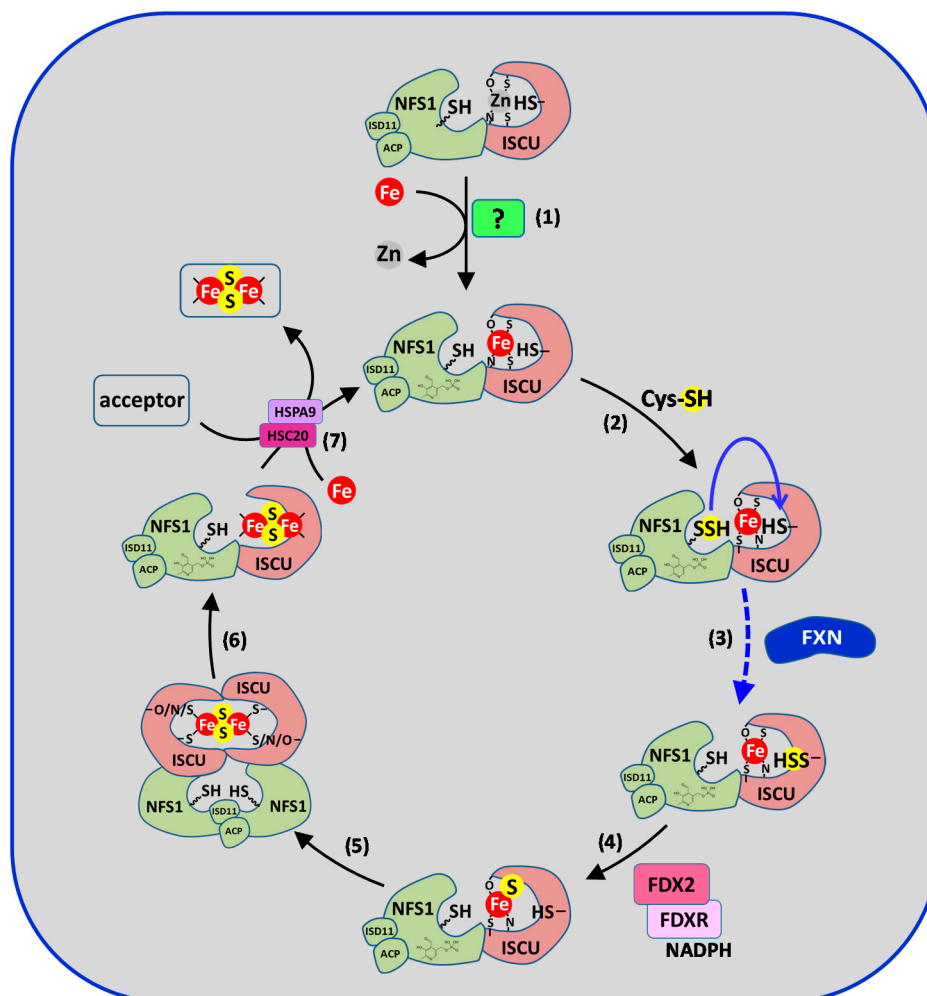 O S
NFS1 SH Zn HS
N S
ISD11
ACP
ISCU
Fe
?
(1)
Zn
S
Fe Fe
S
O S
NFS1 SH Fe HS
N S
ISD11
ACP
ISCU
acceptor
HSPA9
HSC20
(7)
Fe
Cys-SH
(2)
O S
NFS1 SSH Fe HS
S N
ISD11
ACP
ISCU
NFS1 SH
S
Fe Fe
S
ISD11
ACP
ISCU
(3)
FXN
(6)
ISCU
O/N/S S S
Fe Fe
S S S/N/O
ISCU
SH HS
NFS1 NFS1
ISD11
ACP
O S
NFS1 SH Fe HSS
S N
ISD11
ACP
ISCU
(4)
FDX2
FDXR
NADPH
(5)
O S
NFS1 SH Fe HS
S N
ISD11
ACP
ISCU